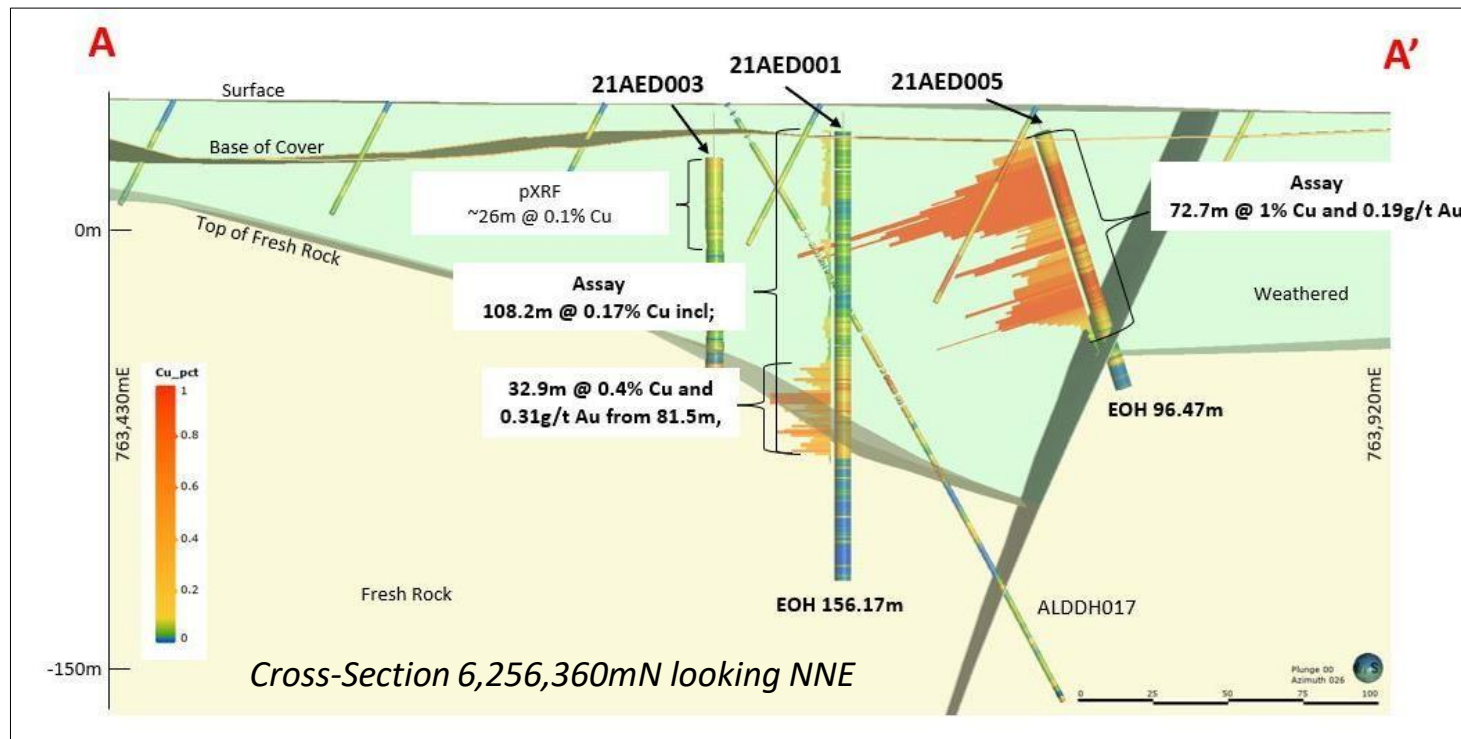 A
A'
21AED003
21AED001
21AED005
Surface
Base of Cover
pXRF
~26m @ 0.1% Cu
Assay
72.7m @ 1% Cu and 0.19g/t Au
0m
Top of Fresh Rock
Assay
108.2m @ 0.17% Cu incl;
Weathered
32.9m @ 0.4% Cu and
0.31g/t Au from 81.5m,
Cu_pct
1
0.8
0.6
0.4
0.2
0
763,430mE
763,920mE
EOH 96.47m
Fresh Rock
EOH 156.17m
ALDDH017
-150m
Cross-Section 6,256,360mN looking NNE
Plunge 00
Azimuth 026
0 25 50 75 100